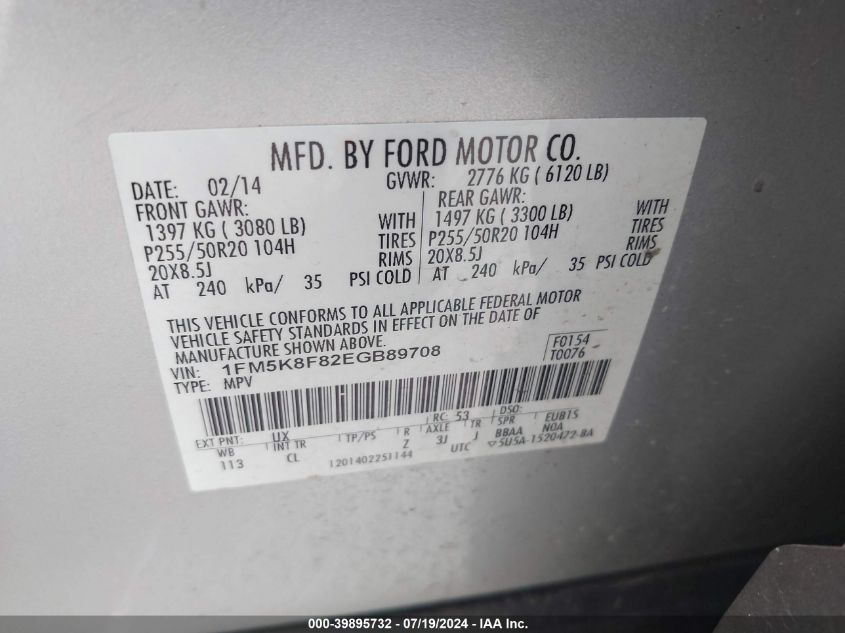 MFD. BY FORD MOTOR CO.
DATE: 02/14 GVWR: 2776 KG ( 6120 LB)
FRONT GAWR: REAR GAWR:
1397 KG ( 3080 LB) WITH 1497 KG ( 3300 LB) WITH
P255/50R20 104H TIRES P255/50R20 104H TIRES
20X8.5J RIMS 20X8.5J RIMS
AT 240 kPa/ 35 PSI COLD AT 240 kPa/ 35 PSI COLD
THIS VEHICLE CONFORMS TO ALL APPLICABLE FEDERAL MOTOR
VEHICLE SAFETY STANDARDS IN EFFECT ON THE DATE OF
MANUFACTURE SHOWN ABOVE.
VIN: 1FM5K8F82EGB89708 F0154
TYPE: MPV T0076
EXT PNT: UX RC: 53 DSO:
WB INT TR TP/PS R AXLE TR SPR EUB15
113 CL Z 3J J BBAA NOA
1201402251144 UTC 5U5A-1520472-BA
000-39895732 - 07/19/2024 - IAA Inc.